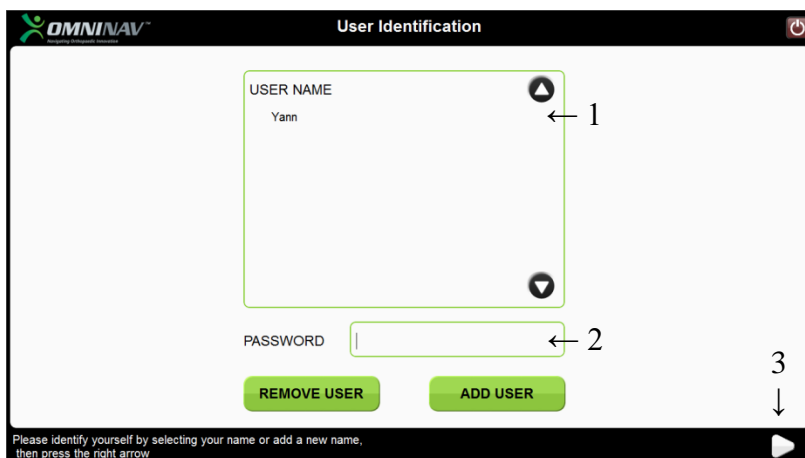 OMNINAV™
Navigating Orthopaedic Innovation
User Identification
USER NAME
Yann
← 1
PASSWORD
← 2
3
↓
REMOVE USER
ADD USER
Please identify yourself by selecting your name or add a new name,
then press the right arrow